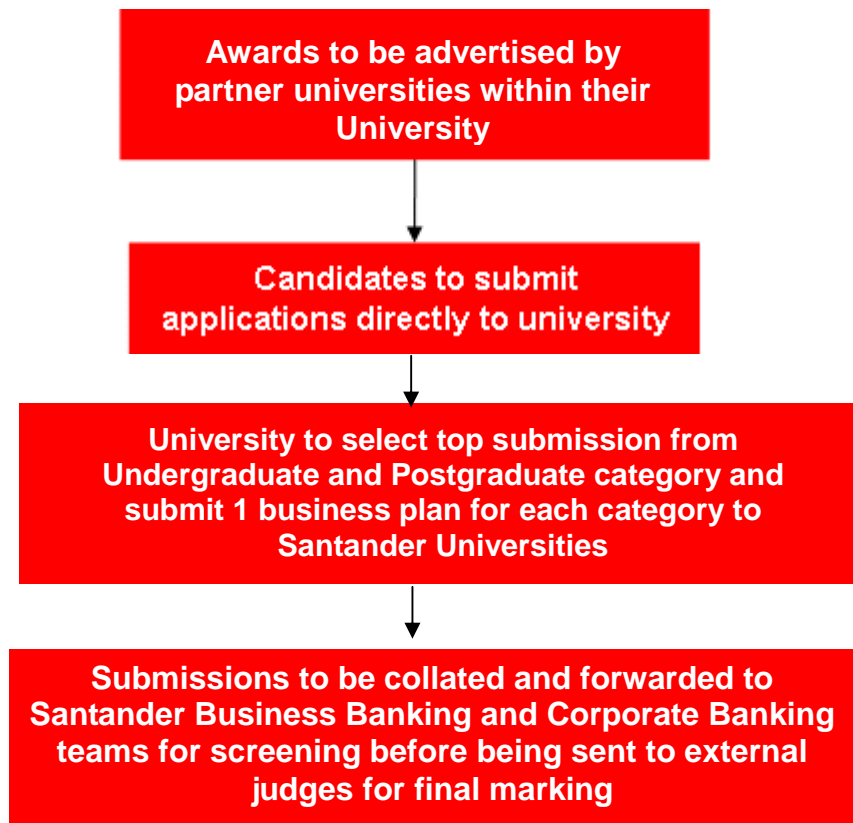 Awards to be advertised by
partner universities within their
University
Candidates to submit
applications directly to university
University to select top submission from
Undergraduate and Postgraduate category and
submit 1 business plan for each category to
Santander Universities
Submissions to be collated and forwarded to
Santander Business Banking and Corporate Banking
teams for screening before being sent to external
judges for final marking